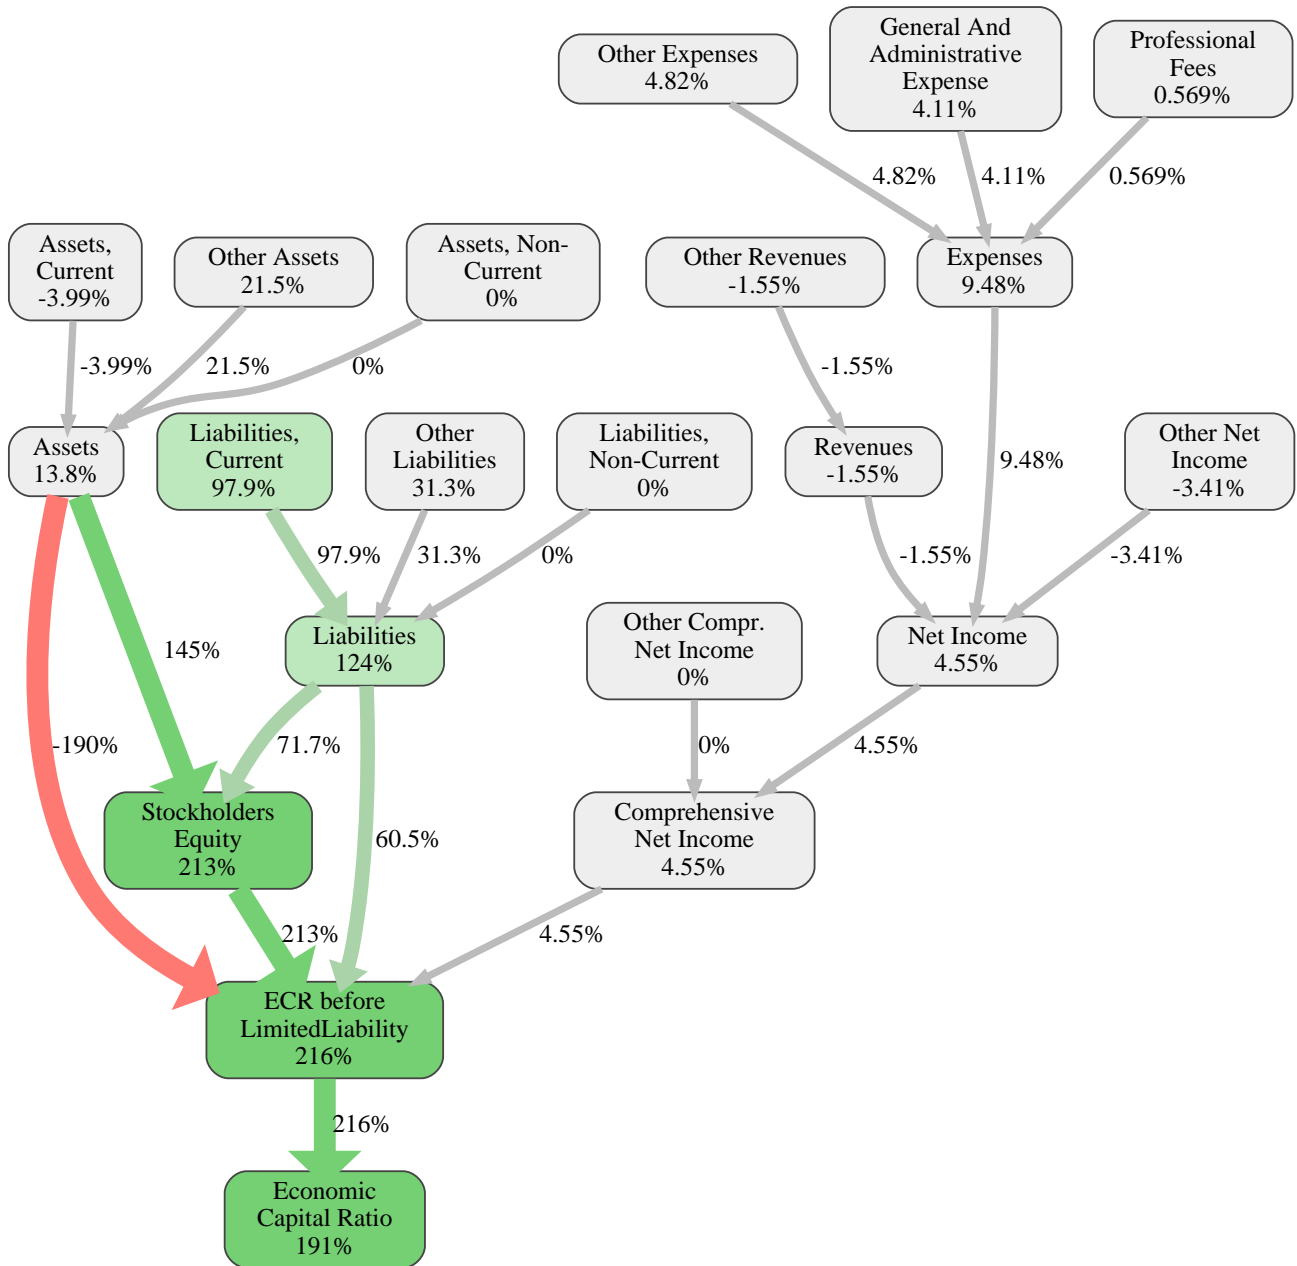 Other Expenses
4.82%
General And
Administrative
Expense
4.11%
Professional
Fees
0.569%
4.82%
4.11%
0.569%
Assets,
Current
-3.99%
Other Assets
21.5%
Assets, Non-
Current
0%
Other Revenues
-1.55%
Expenses
9.48%
-3.99%
21.5%
0%
-1.55%
Assets
13.8%
Liabilities,
Current
97.9%
Other
Liabilities
31.3%
Liabilities,
Non-Current
0%
Revenues
-1.55%
9.48%
Other Net
Income
-3.41%
97.9%
31.3%
0%
-1.55%
-3.41%
145%
Liabilities
124%
Other Compr.
Net Income
0%
Net Income
4.55%
-190%
71.7%
0%
4.55%
Stockholders
Equity
213%
60.5%
Comprehensive
Net Income
4.55%
213%
4.55%
ECR before
LimitedLiability
216%
216%
Economic
Capital Ratio
191%